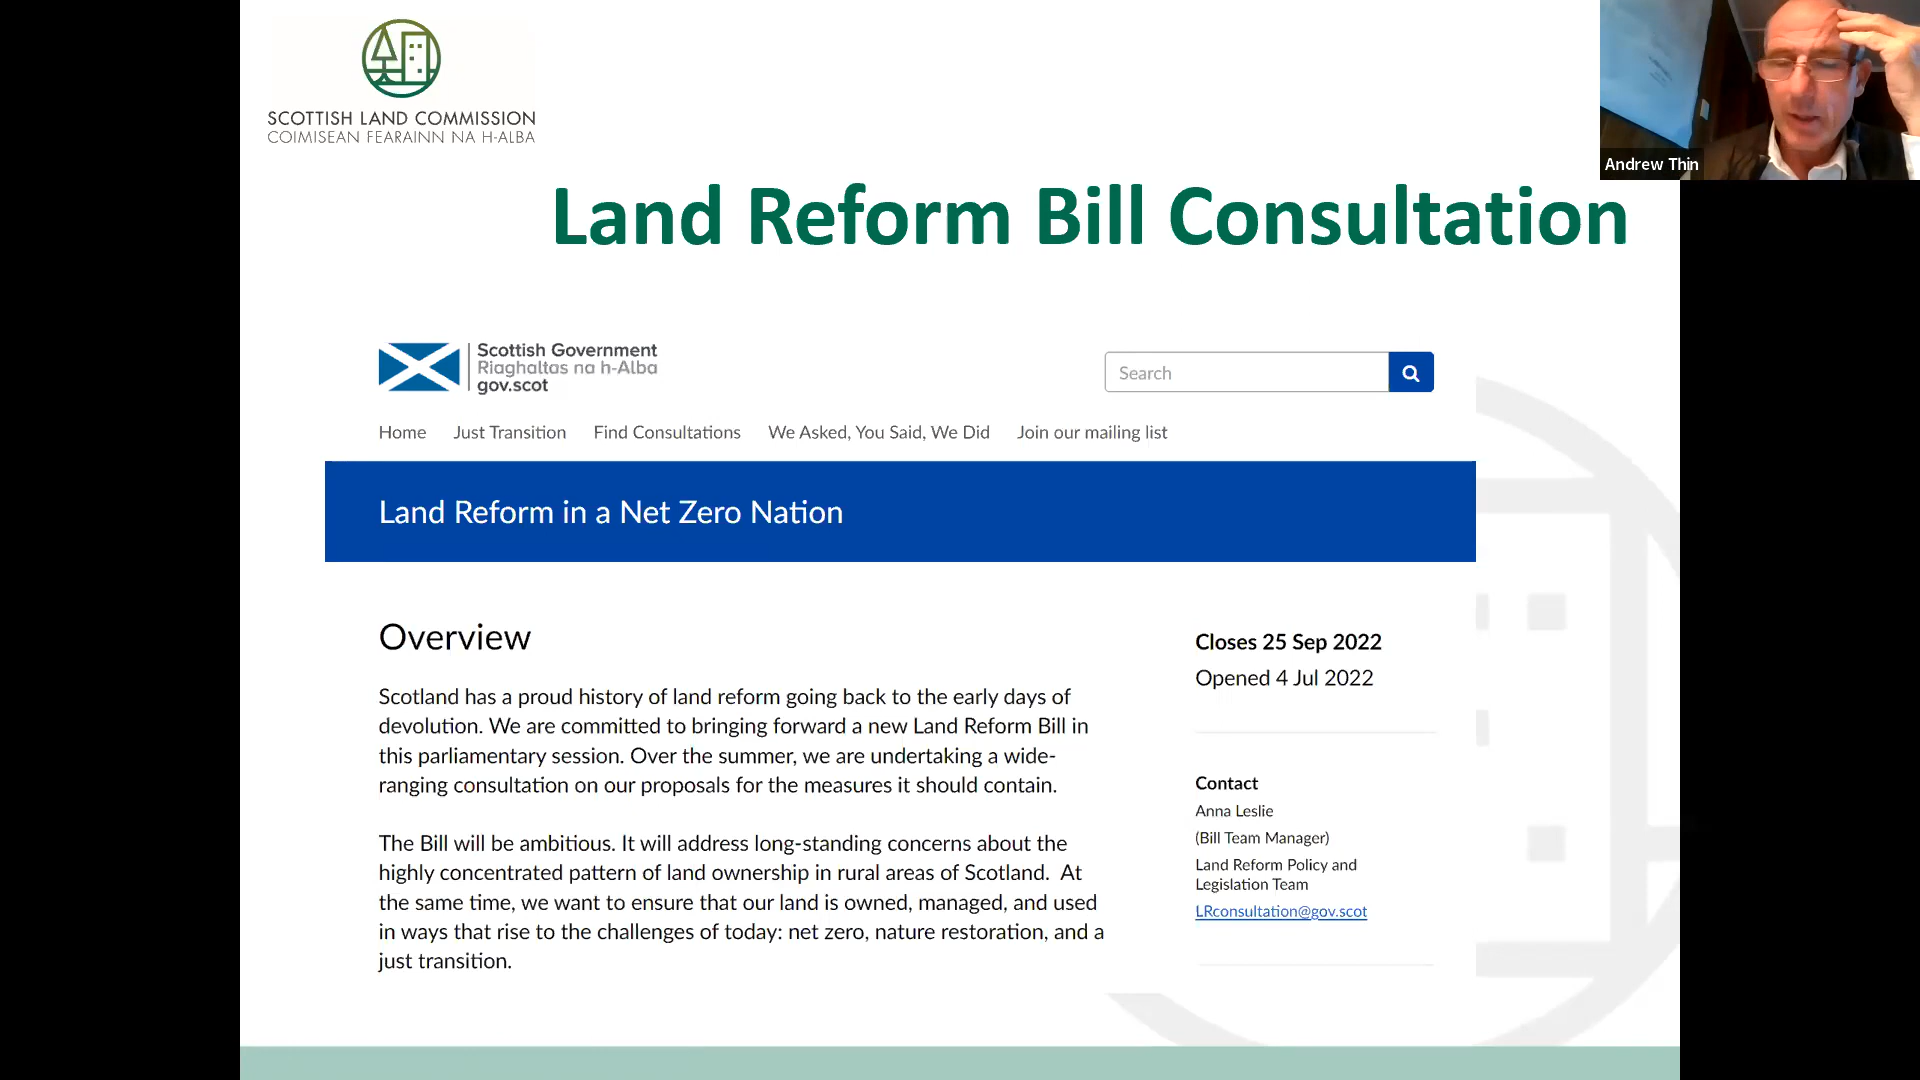 SCOTTISH LAND COMMISSION
COIMISEAN FEARAINN NA H-ALBA
Andrew Thin
Land Reform Bill Consultation
Scottish Government
Riaghaltas na h-Alba
gov.scot
Search
Home Just Transition Find Consultations We Asked, You Said, We Did Join our mailing list
Land Reform in a Net Zero Nation
Overview
Scotland has a proud history of land reform going back to the early days of
devolution. We are committed to bringing forward a new Land Reform Bill in
this parliamentary session. Over the summer, we are undertaking a wide-
ranging consultation on our proposals for the measures it should contain.
The Bill will be ambitious. It will address long-standing concerns about the
highly concentrated pattern of land ownership in rural areas of Scotland. At
the same time, we want to ensure that our land is owned, managed, and used
in ways that rise to the challenges of today: net zero, nature restoration, and a
just transition.
Closes 25 Sep 2022
Opened 4 Jul 2022
Contact
Anna Leslie
(Bill Team Manager)
Land Reform Policy and
Legislation Team
LRconsultation@gov.scot